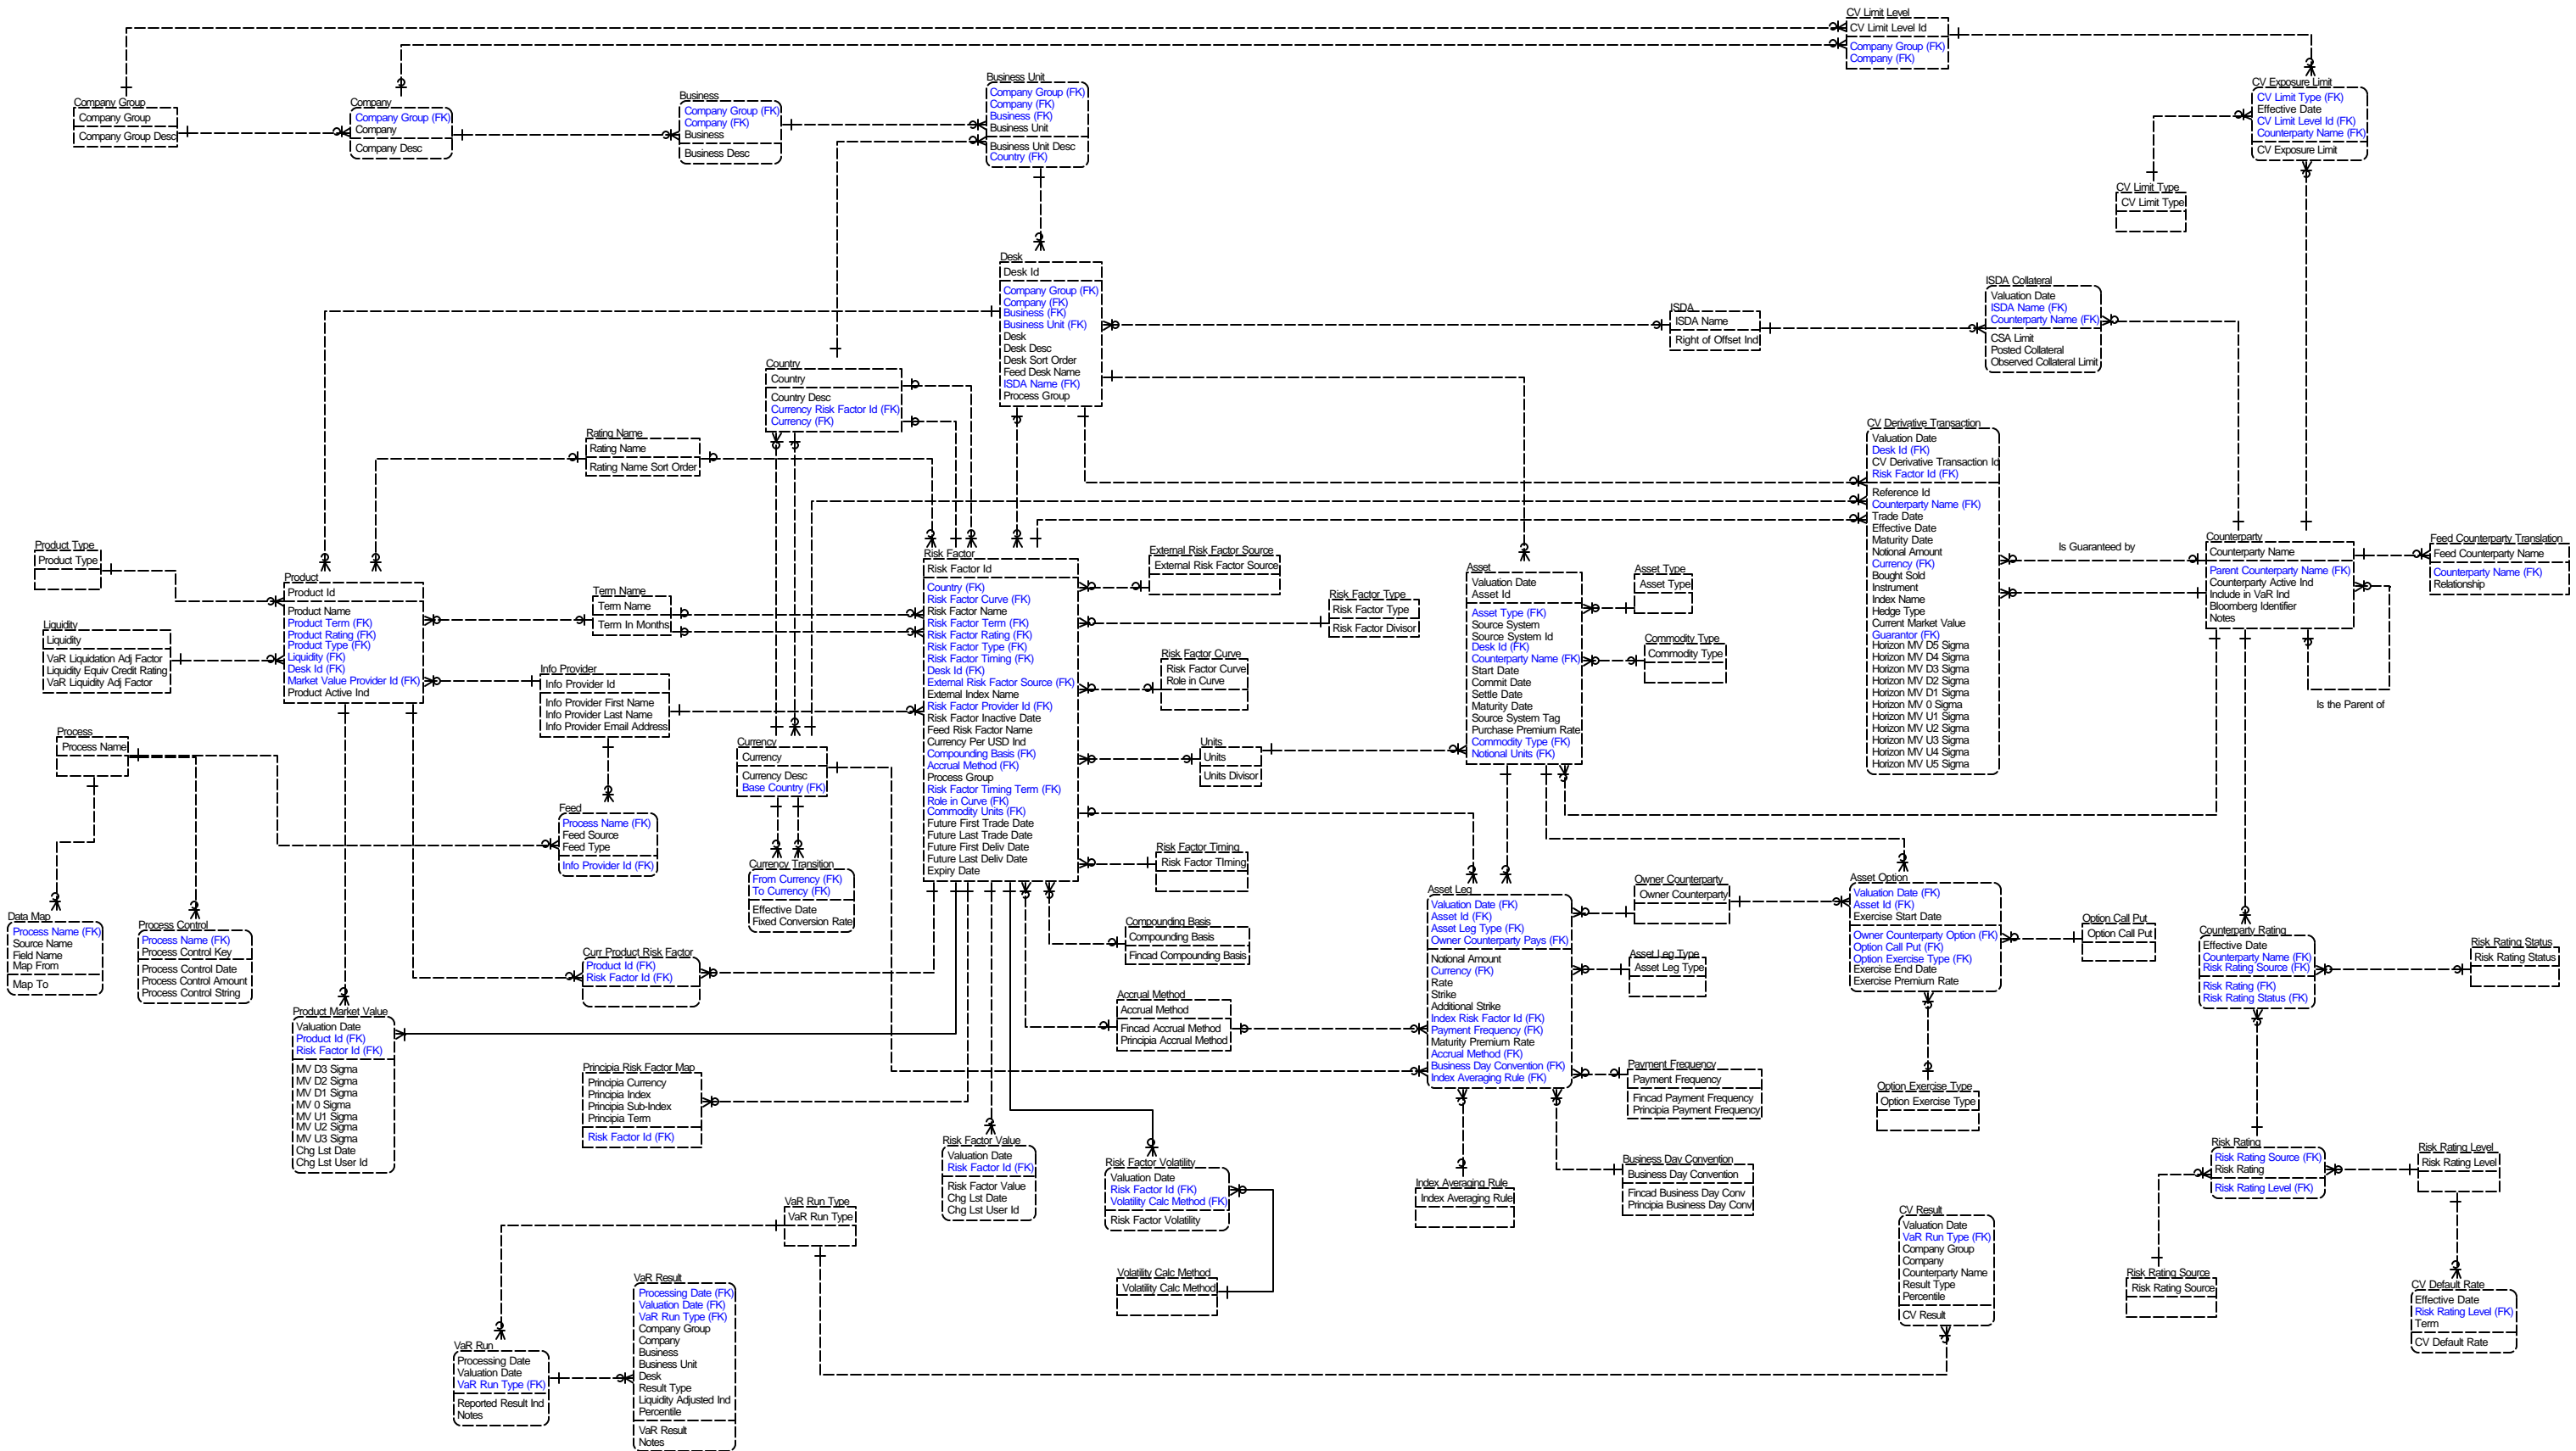 CV Limit Level
CV Limit Level Id
Company Group (FK)
Company (FK)
CV Exposure Limit
CV Limit Type (FK)
Effective Date
CV Limit Level Id (FK)
Counterparty Name (FK)
CV Exposure Limit
Company Group
Company Group
Company Group Desc
Company
Company Group (FK)
Company
Company Desc
Business
Company Group (FK)
Company (FK)
Business
Business Desc
Business Unit
Company Group (FK)
Company (FK)
Business (FK)
Business Unit
Business Unit Desc
Country (FK)
CV Limit Type
CV Limit Type
Desk
Desk Id
Company Group (FK)
Company (FK)
Business (FK)
Business Unit (FK)
Desk
Desk Desc
Desk Sort Order
Feed Desk Name
ISDA Name (FK)
Process Group
ISDA
ISDA Name
Right of Offset Ind
ISDA Collateral
Valuation Date
ISDA Name (FK)
Counterparty Name (FK)
CSA Limit
Posted Collateral
Observed Collateral Limit
Country
Country
Country Desc
Currency Risk Factor Id (FK)
Currency (FK)
Rating Name
Rating Name
Rating Name Sort Order
CV Derivative Transaction
Valuation Date
Desk Id (FK)
CV Derivative Transaction Id
Risk Factor Id (FK)
Reference Id
Counterparty Name (FK)
Trade Date
Effective Date
Maturity Date
Notional Amount
Currency (FK)
Bought Sold
Instrument
Index Name
Hedge Type
Current Market Value
Guarantor (FK)
Horizon MV D5 Sigma
Horizon MV D4 Sigma
Horizon MV D3 Sigma
Horizon MV D2 Sigma
Horizon MV D1 Sigma
Horizon MV 0 Sigma
Horizon MV U1 Sigma
Horizon MV U2 Sigma
Horizon MV U3 Sigma
Horizon MV U4 Sigma
Horizon MV U5 Sigma
Is Guaranteed by
Counterparty
Counterparty Name
Parent Counterparty Name (FK)
Counterparty Active Ind
Include in VaR Ind
Bloomberg Identifier
Notes
Is the Parent of
Feed Counterparty Translation
Feed Counterparty Name
Counterparty Name (FK)
Relationship
Product Type
Product Type
Liquidity
Liquidity
VaR Liquidation Adj Factor
Liquidity Equiv Credit Rating
VaR Liquidity Adj Factor
Product
Product Id
Product Name
Product Term (FK)
Product Rating (FK)
Product Type (FK)
Liquidity (FK)
Desk Id (FK)
Market Value Provider Id (FK)
Product Active Ind
Term Name
Term Name
Term In Months
Info Provider
Info Provider Id
Info Provider First Name
Info Provider Last Name
Info Provider Email Address
Risk Factor
Risk Factor Id
Country (FK)
Risk Factor Curve (FK)
Risk Factor Name
Risk Factor Term (FK)
Risk Factor Rating (FK)
Risk Factor Type (FK)
Risk Factor Timing (FK)
Desk Id (FK)
External Risk Factor Source (FK)
External Index Name
Risk Factor Provider Id (FK)
Risk Factor Inactive Date
Feed Risk Factor Name
Currency Per USD Ind
Compounding Basis (FK)
Accrual Method (FK)
Process Group
Risk Factor Timing Term (FK)
Role in Curve (FK)
Commodity Units (FK)
Future First Trade Date
Future Last Trade Date
Future First Deliv Date
Future Last Deliv Date
Expiry Date
External Risk Factor Source
External Risk Factor Source
Risk Factor Type
Risk Factor Type
Risk Factor Divisor
Risk Factor Curve
Risk Factor Curve
Role in Curve
Units
Units
Units Divisor
Risk Factor Timing
Risk Factor TIming
Asset
Valuation Date
Asset Id
Asset Type (FK)
Source System
Source System Id
Desk Id (FK)
Counterparty Name (FK)
Start Date
Commit Date
Settle Date
Maturity Date
Source System Tag
Purchase Premium Rate
Commodity Type (FK)
Notional Units (FK)
Asset Type
Asset Type
Commodity Type
Commodity Type
Process
Process Name
Currency
Currency
Currency Desc
Base Country (FK)
Feed
Process Name (FK)
Feed Source
Feed Type
Info Provider Id (FK)
Currency Transition
From Currency (FK)
To Currency (FK)
Effective Date
Fixed Conversion Rate
Data Map
Process Name (FK)
Source Name
Field Name
Map From
Map To
Process Control
Process Name (FK)
Process Control Key
Process Control Date
Process Control Amount
Process Control String
Curr Product Risk Factor
Product Id (FK)
Risk Factor Id (FK)
Compounding Basis
Compounding Basis
Fincad Compounding Basis
Accrual Method
Accrual Method
Fincad Accrual Method
Principia Accrual Method
Asset Leg
Valuation Date (FK)
Asset Id (FK)
Asset Leg Type (FK)
Owner Counterparty Pays (FK)
Notional Amount
Currency (FK)
Rate
Strike
Additional Strike
Index Risk Factor Id (FK)
Payment Frequency (FK)
Maturity Premium Rate
Accrual Method (FK)
Business Day Convention (FK)
Index Averaging Rule (FK)
Owner Counterparty
Owner Counterparty
Asset Leg Type
Asset Leg Type
Asset Option
Valuation Date (FK)
Asset Id (FK)
Exercise Start Date
Owner Counterparty Option (FK)
Option Call Put (FK)
Option Exercise Type (FK)
Exercise End Date
Exercise Premium Rate
Option Call Put
Option Call Put
Counterparty Rating
Effective Date
Counterparty Name (FK)
Risk Rating Source (FK)
Risk Rating (FK)
Risk Rating Status (FK)
Risk Rating Status
Risk Rating Status
Product Market Value
Valuation Date
Product Id (FK)
Risk Factor Id (FK)
MV D3 Sigma
MV D2 Sigma
MV D1 Sigma
MV 0 Sigma
MV U1 Sigma
MV U2 Sigma
MV U3 Sigma
Chg Lst Date
Chg Lst User Id
Principia Risk Factor Map
Principia Currency
Principia Index
Principia Sub-Index
Principia Term
Risk Factor Id (FK)
Payment Frequency
Payment Frequency
Fincad Payment Frequency
Principia Payment Frequency
Option Exercise Type
Option Exercise Type
Risk Factor Value
Valuation Date
Risk Factor Id (FK)
Risk Factor Value
Chg Lst Date
Chg Lst User Id
Risk Factor Volatility
Valuation Date
Risk Factor Id (FK)
Volatility Calc Method (FK)
Risk Factor Volatility
Index Averaging Rule
Index Averaging Rule
Business Day Convention
Business Day Convention
Fincad Business Day Conv
Principia Business Day Conv
Risk Rating
Risk Rating Source (FK)
Risk Rating
Risk Rating Level (FK)
Risk Rating Level
Risk Rating Level
VaR Run Type
VaR Run Type
CV Result
Valuation Date
VaR Run Type (FK)
Company Group
Company
Counterparty Name
Result Type
Percentile
CV Result
Volatility Calc Method
Volatility Calc Method
Risk Rating Source
Risk Rating Source
CV Default Rate
Effective Date
Risk Rating Level (FK)
Term
CV Default Rate
VaR Result
Processing Date (FK)
Valuation Date (FK)
VaR Run Type (FK)
Company Group
Company
Business
Business Unit
Desk
Result Type
Liquidity Adjusted Ind
Percentile
VaR Result
Notes
VaR Run
Processing Date
Valuation Date
VaR Run Type (FK)
Reported Result Ind
Notes